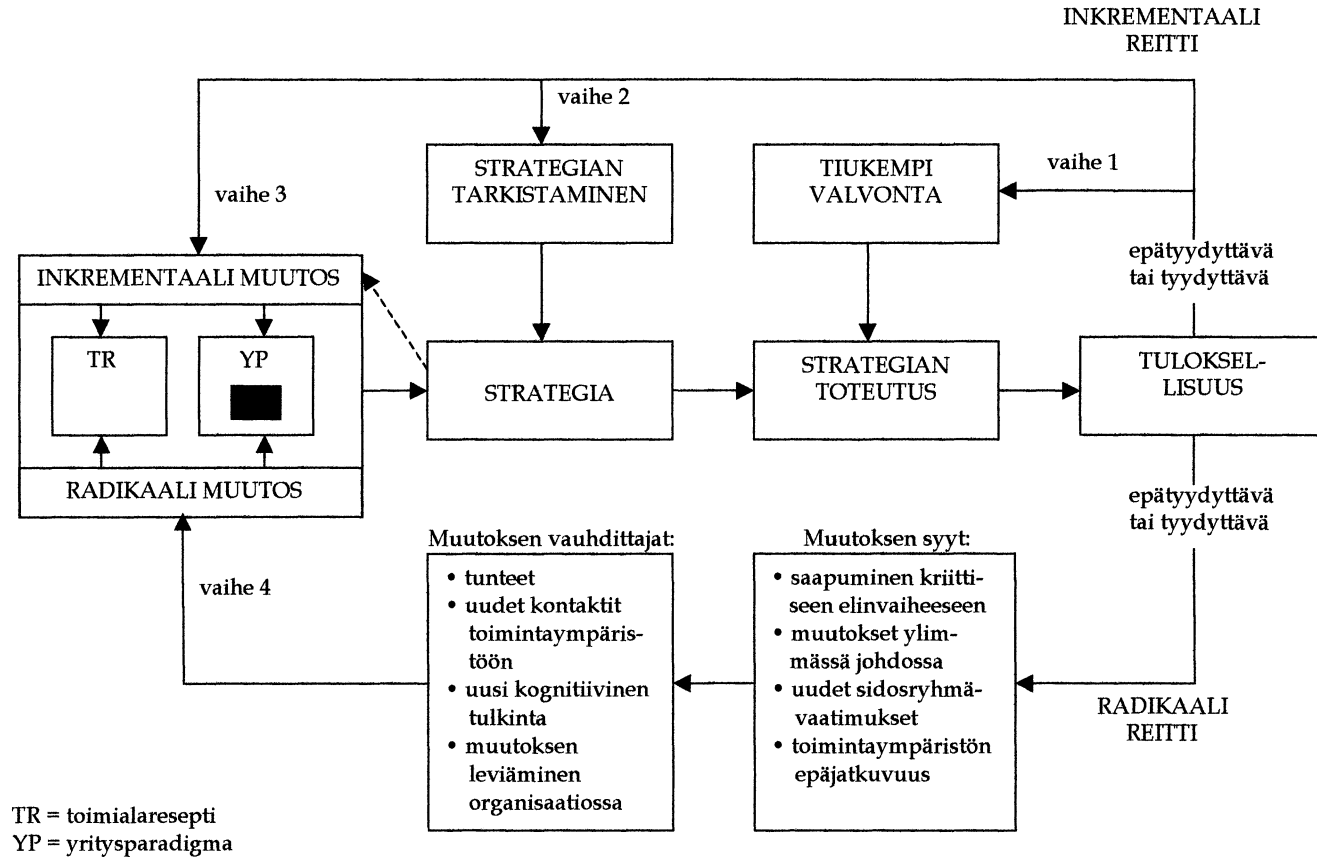 INKREMENTAALI
REITTI
vaihe 2
STRATEGIAN
TARKISTAMINEN
TIUKEMPI
VALVONTA
vaihe 1
vaihe 3
epätyydyttävä
tai tyydyttävä
INKREMENTAALI MUUTOS
TR
YP
STRATEGIA
STRATEGIAN
TOTEUTUS
TULOKSEL-
LISUUS
RADIKAALI MUUTOS
epätyydyttävä
tai tyydyttävä
vaihe 4
Muutoksen vauhdittajat:
• tunteet
• uudet kontaktit
toimintaympäris-
töön
• uusi kognitiivinen
tulkinta
• muutoksen
leviäminen
organisaatiossa
Muutoksen syyt:
• saapuminen kriitti-
seen elinvaiheeseen
• muutokset ylim-
mässä johdossa
• uudet sidosryhmä-
vaatimukset
• toimintaympäristön
epäjatkuvuus
RADIKAALI
REITTI
TR = toimialaresepti
YP = yritysparadigma